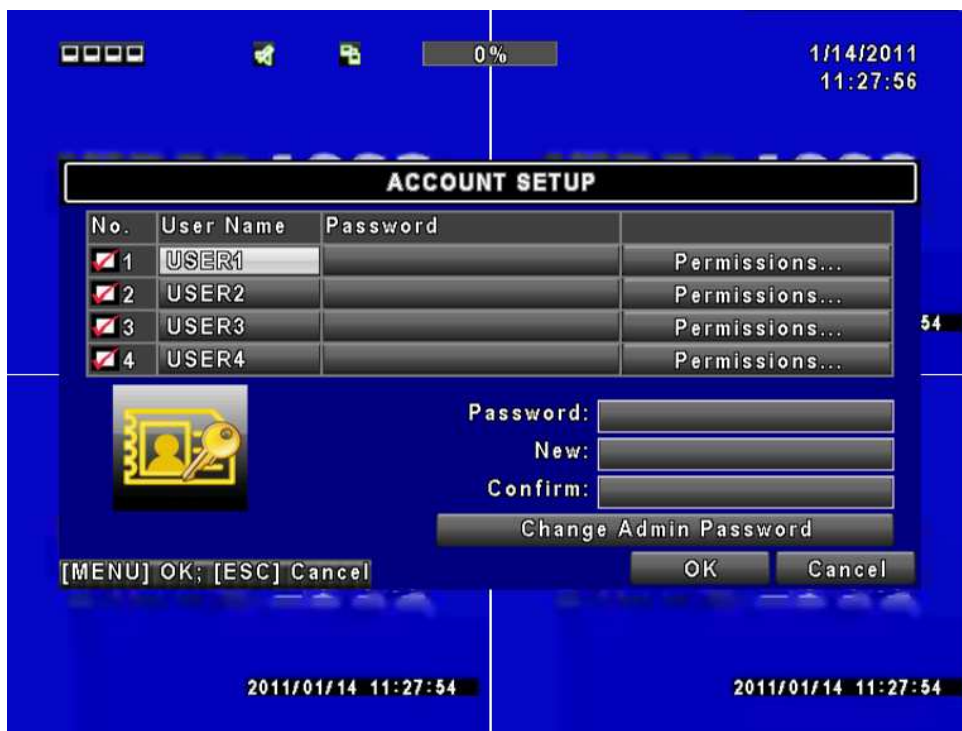 0%
1/14/2011
11:27:56
ACCOUNT SETUP
No. User Name Password
1 USER1 Permissions...
2 USER2 Permissions...
3 USER3 Permissions...
54
4 USER4 Permissions...
Password:
New:
Confirm:
Change Admin Password
[MENU] OK; [ESC] Cancel
OK Cancel
2011/01/14 11:27:54
2011/01/14 11:27:54